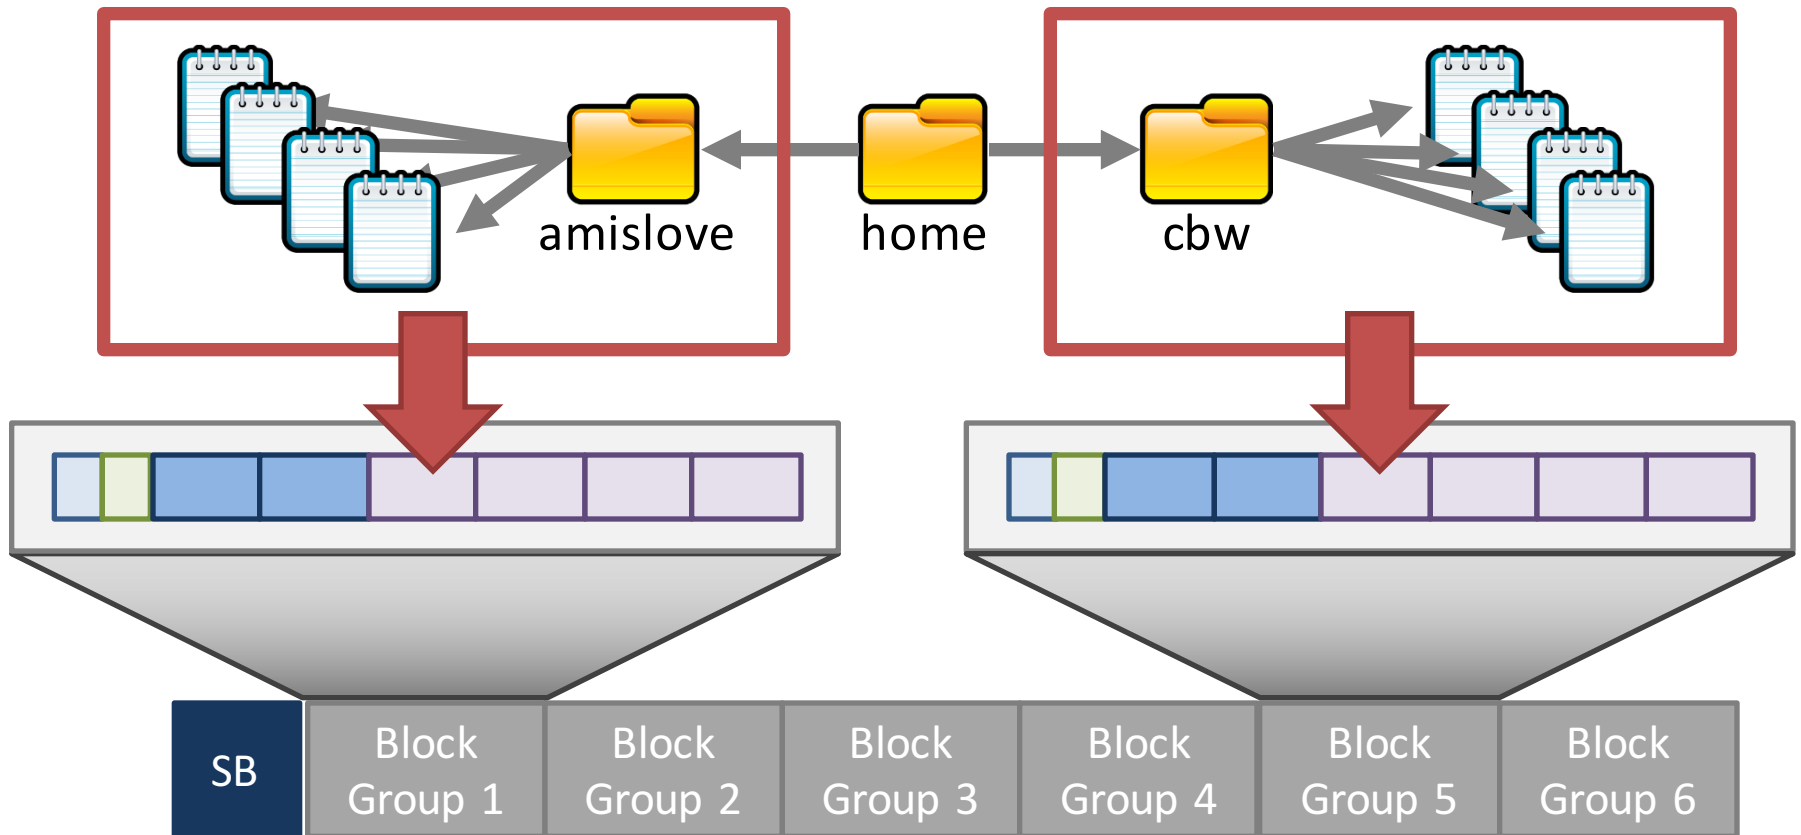 amislove
home
cbw
SB
Block
Group 1
Block
Group 2
Block
Group 3
Block
Group 4
Block
Group 5
Block
Group 6